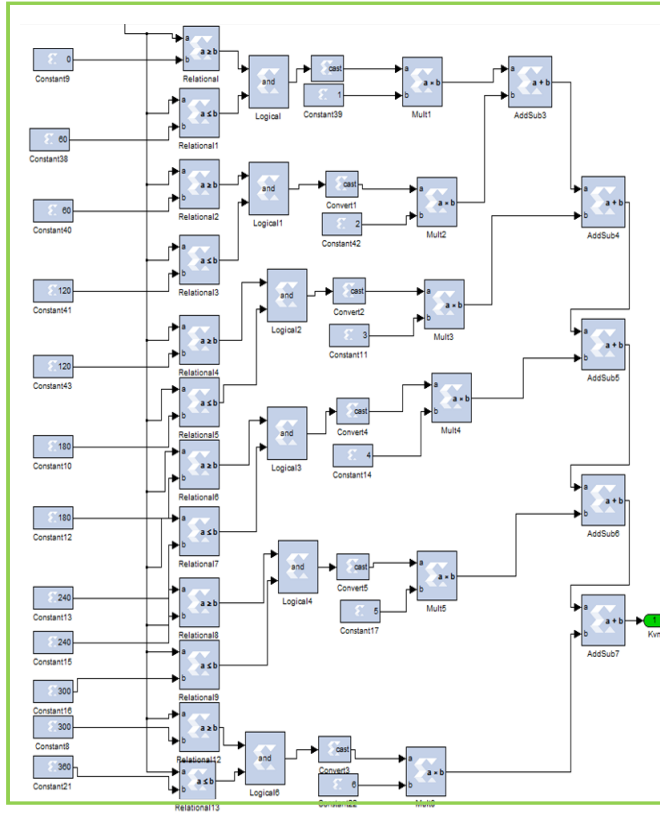 a
b
a ≥ b
Relational
0
Constant9
and
Logical
cast
1
Constant39
a
b
a × b
Mult1
a
b
a + b
AddSub3
a
b
a ≤ b
Relational1
60
Constant38
a
b
a ≥ b
Relational2
60
Constant40
and
Logical1
cast
Convert1
2
Constant42
a
b
a × b
Mult2
a
b
a + b
AddSub4
a
b
a ≤ b
Relational3
120
Constant41
and
Logical2
cast
Convert2
3
Constant11
a
b
a × b
Mult3
a
b
a ≥ b
Relational4
120
Constant43
a
b
a + b
AddSub5
a
b
a ≤ b
Relational5
180
Constant10
and
Logical3
cast
Convert4
4
Constant14
a
b
a × b
Mult4
a
b
a ≥ b
Relational6
180
Constant12
a
b
a + b
AddSub6
a
b
a ≤ b
Relational7
and
Logical4
cast
Convert5
5
Constant17
a
b
a × b
Mult5
240
Constant13
a
b
a ≥ b
Relational8
240
Constant15
a
b
a + b
AddSub7
1
a
b
a ≤ b
Relational9
300
Constant16
a
b
a ≥ b
Relational12
300
Constant8
and
Logical6
cast
Convert3
6
Constant22
a
b
a × b
a
b
a ≤ b
Relational13
360
Constant21